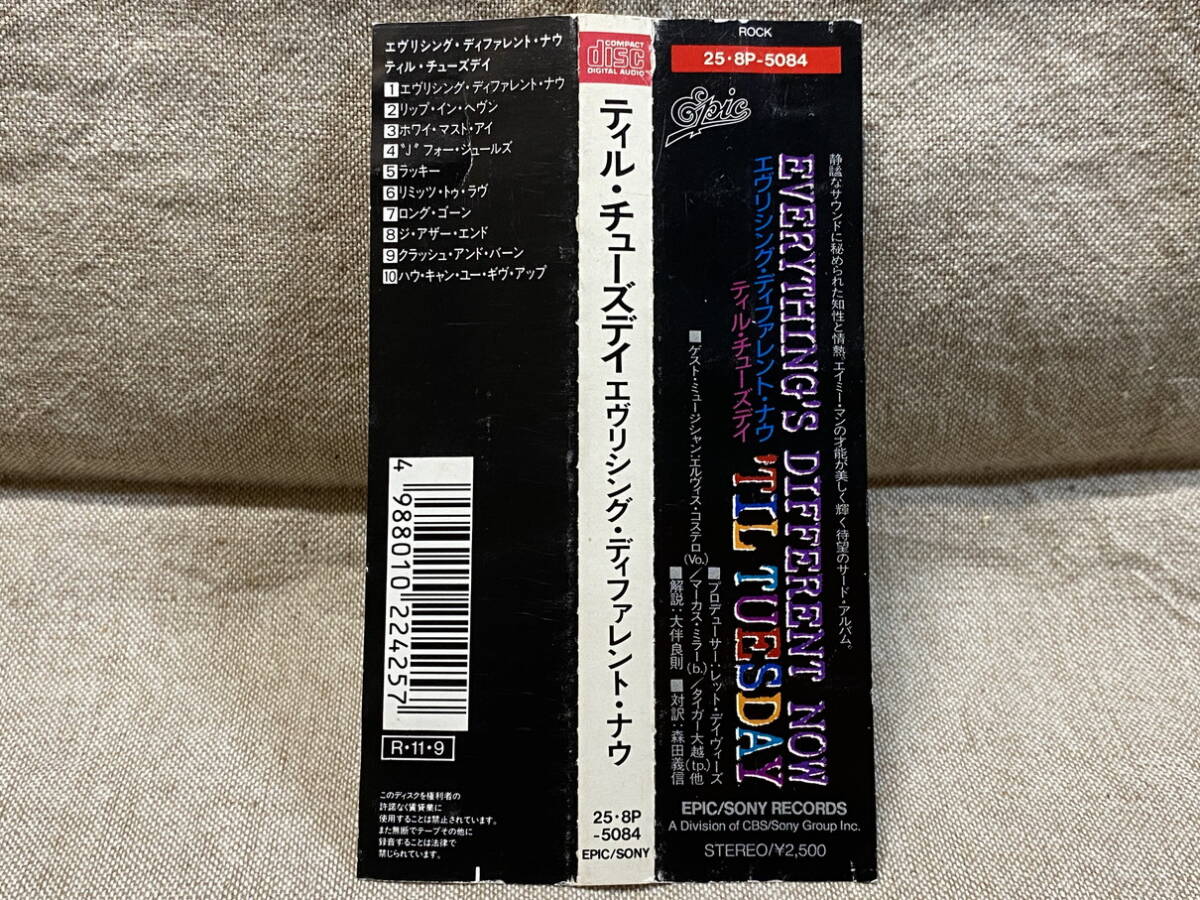 エヴリシング・ディファレント・ナウ
ティル・チューズデイ
1 エヴリシング・ディファレント・ナウ
2 リップ・イン・ヘヴン
3 ホワイ・マスト・アイ
4 "J"フォー・ジュールズ
5 ラッキー
6 リミッツ・トゥ・ラヴ
7 ロング・ゴーン
8 ジ・アザー・エンド
9 クラッシュ・アンド・バーン
10 ハウ・キャン・ユー・ギヴ・アップ
4 988010 224257
R・11・9
このディスクを権利者の
許諾なく賃貸業に
使用することは禁止されています。
また無断でテープその他に
録音することは法律で
禁じられています。
COMPACT
disc
DIGITAL AUDIO
ティル・チューズデイ エヴリシング・ディファレント・ナウ
25・8P
-5084
EPIC/SONY
ROCK
25・8P-5084
Epic
静謐なサウンドに秘められた知性と情熱。エイミー・マンの才能が美しく輝く待望のサード・アルバム。
EVERYTHING'S DIFFERENT NOW
エヴリシング・ディファレント・ナウ
ティル・チューズデイ
'TIL TUESDAY
■プロデューサー:レット・デイヴィーズ
■ゲスト・ミュージシャン:エルヴィス・コステロ(Vo.)/マーカス・ミラー(b.)/タイガー大越(tp.)他
■解説:大伴良則 ■対訳:森田義信
EPIC/SONY RECORDS
A Division of CBS/Sony Group Inc.
STEREO/¥2,500